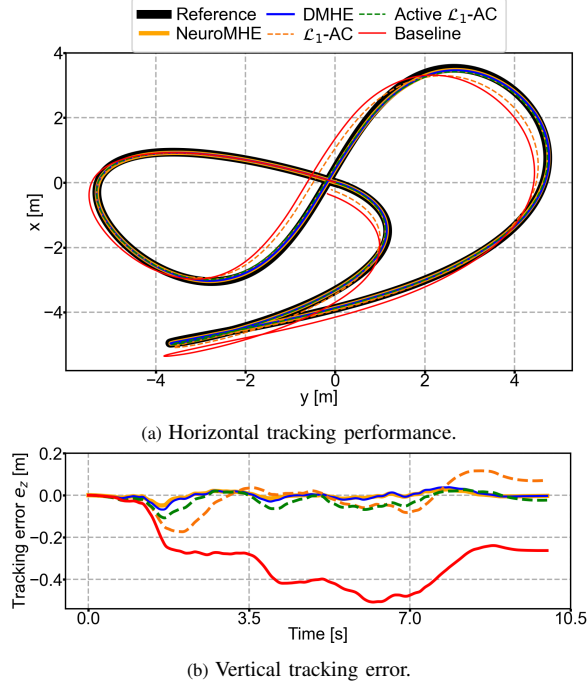 Reference DMHE Active ℒ₁-AC
NeuroMHE ℒ₁-AC Baseline
4
2
0
−2
−4
x [m]
−4 −2 0 2 4
y [m]
(a) Horizontal tracking performance.
0.2
0.0
−0.2
−0.4
Tracking error e_z [m]
0.0 3.5 7.0 10.5
Time [s]
(b) Vertical tracking error.